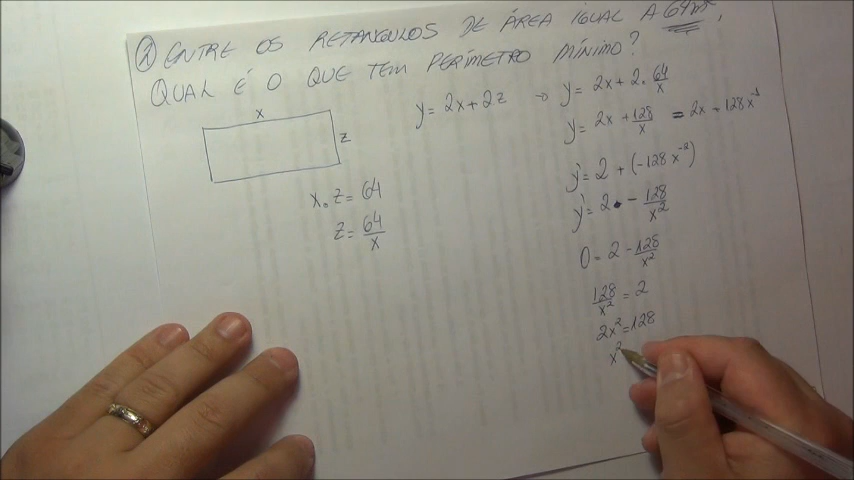 1 ENTRE OS RETANGULOS DE ÁREA IGUAL A 64m²,
QUAL É O QUE TEM PERÍMETRO MÍNIMO?
x
z
x.z = 64
z = 64/x
y = 2x + 2z → y = 2x + 2.64/x
y = 2x + 128/x = 2x + 128x⁻¹
y' = 2 + (-128x⁻²)
y' = 2 - 128/x²
0 = 2 - 128/x²
128/x² = 2
2x² = 128
x²